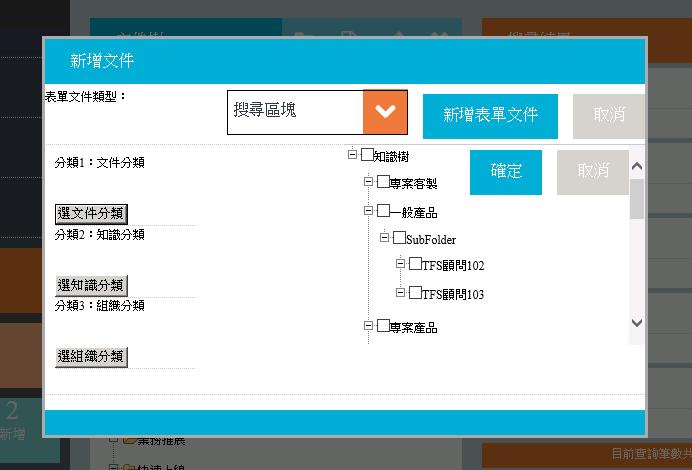 新增文件
表單文件類型：
搜尋區塊
新增表單文件
取消
分類1：文件分類
選文件分類
分類2：知識分類
選知識分類
分類3：組織分類
選組織分類
知識樹
專案客製
一般產品
SubFolder
TFS顧問102
TFS顧問103
專案產品
確定
取消
2
新增
業務推展
快速上線
目前查詢筆數共